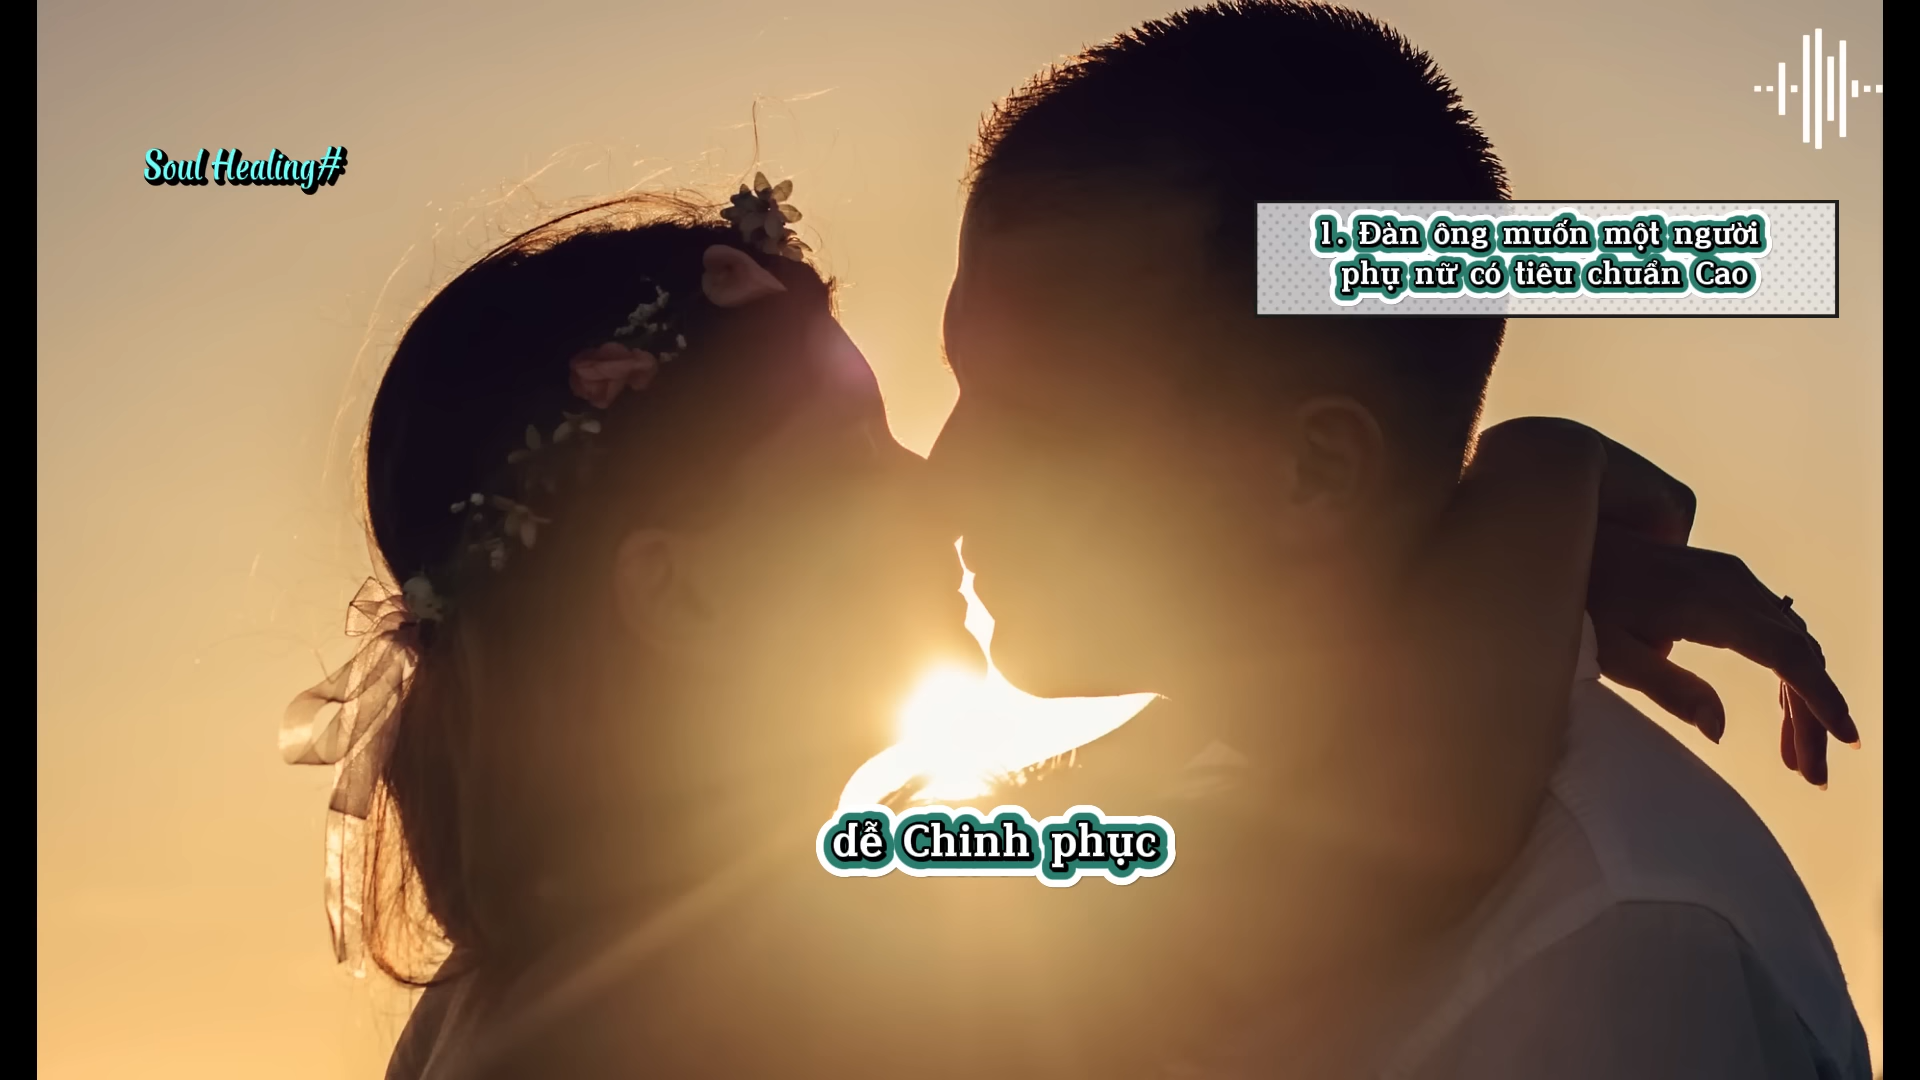 Soul Healing#
1. Đàn ông muốn một người
phụ nữ có tiêu chuẩn Cao
dễ Chinh phục